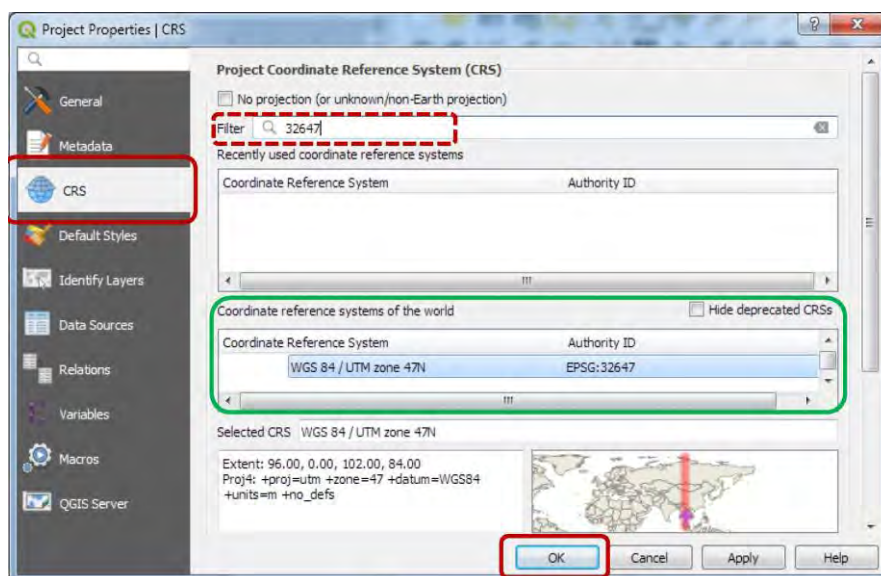 Project Properties | CRS
General
Metadata
CRS
Default Styles
Identify Layers
Data Sources
Relations
Variables
Macros
QGIS Server
Project Coordinate Reference System (CRS)
No projection (or unknown/non-Earth projection)
Filter 32647
Recently used coordinate reference systems
Coordinate Reference System Authority ID
Coordinate reference systems of the world Hide deprecated CRSs
Coordinate Reference System Authority ID
WGS 84 / UTM zone 47N EPSG:32647
Selected CRS WGS 84 / UTM zone 47N
Extent: 96.00, 0.00, 102.00, 84.00
Proj4: +proj=utm +zone=47 +datum=WGS84
+units=m +no_defs
OK Cancel Apply Help